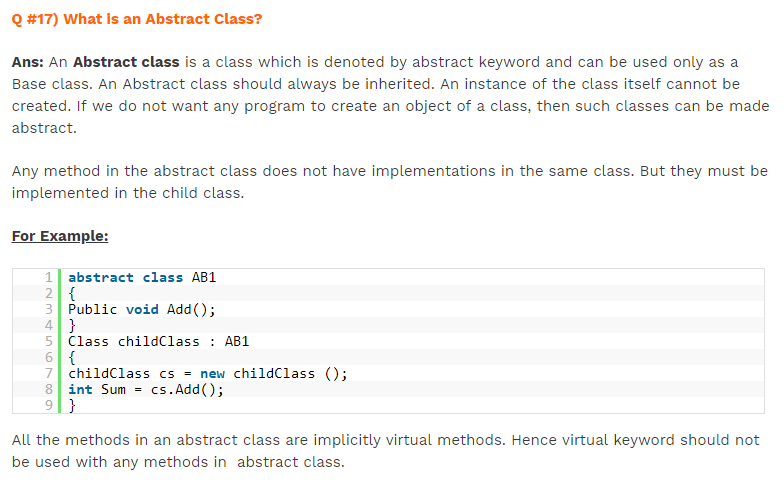 Q #17) What is an Abstract Class?
Ans: An Abstract class is a class which is denoted by abstract keyword and can be used only as a
Base class. An Abstract class should always be inherited. An instance of the class itself cannot be
created. If we do not want any program to create an object of a class, then such classes can be made
abstract.
Any method in the abstract class does not have implementations in the same class. But they must be
implemented in the child class.
For Example:
1 abstract class AB1
2 {
3 Public void Add();
4 }
5 Class childClass : AB1
6 {
7 childClass cs = new childClass ();
8 int Sum = cs.Add();
9 }
All the methods in an abstract class are implicitly virtual methods. Hence virtual keyword should not
be used with any methods in  abstract class.